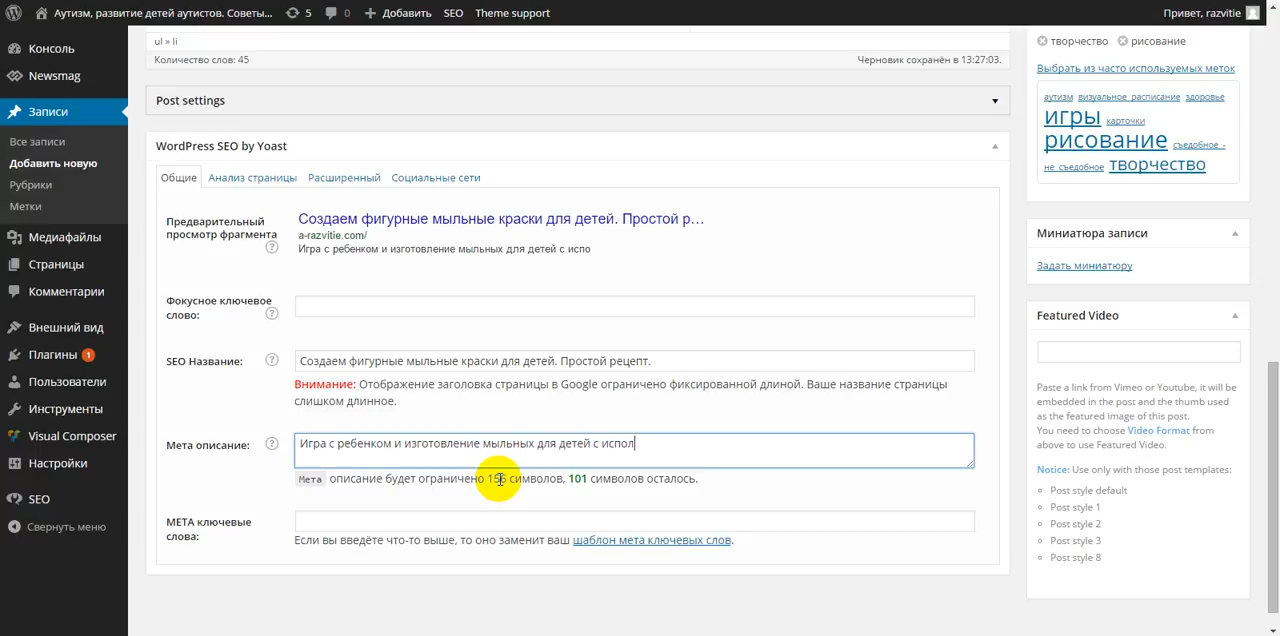 Аутизм, развитие детей аутистов. Советы...
5
0
Добавить
SEO
Theme support
Привет, razvitie
Консоль
Newsmag
Записи
Все записи
Добавить новую
Рубрики
Метки
Медиафайлы
Страницы
Комментарии
Внешний вид
Плагины 1
Пользователи
Инструменты
Visual Composer
Настройки
SEO
Свернуть меню
ul » li
Количество слов: 45
Черновик сохранён в 13:27:03.
Post settings
WordPress SEO by Yoast
Общие
Анализ страницы
Расширенный
Социальные сети
Предварительный
просмотр фрагмента
?
Создаем фигурные мыльные краски для детей. Простой р...
a-razvitie.com/
Игра с ребенком и изготовление мыльных для детей с испо
Фокусное ключевое
слово:
?
SEO Название:
?
Создаем фигурные мыльные краски для детей. Простой рецепт.
Внимание: Отображение заголовка страницы в Google ограничено фиксированной длиной. Ваше название страницы
слишком длинное.
Мета описание:
?
Игра с ребенком и изготовление мыльных для детей с испол
Мета описание будет ограничено 156 символов, 101 символов осталось.
META ключевые
слова:
Если вы введёте что-то выше, то оно заменит ваш шаблон мета ключевых слов.
творчество
рисование
Выбрать из часто используемых меток
аутизм визуальное расписание здоровье
игры карточки
рисование съедобное -
не съедобное творчество
Миниатюра записи
Задать миниатюру
Featured Video
Paste a link from Vimeo or Youtube, it will be
embedded in the post and the thumb used
as the featured image of this post.
You need to choose Video Format from
above to use Featured Video.
Notice: Use only with those post templates:
Post style default
Post style 1
Post style 2
Post style 3
Post style 8